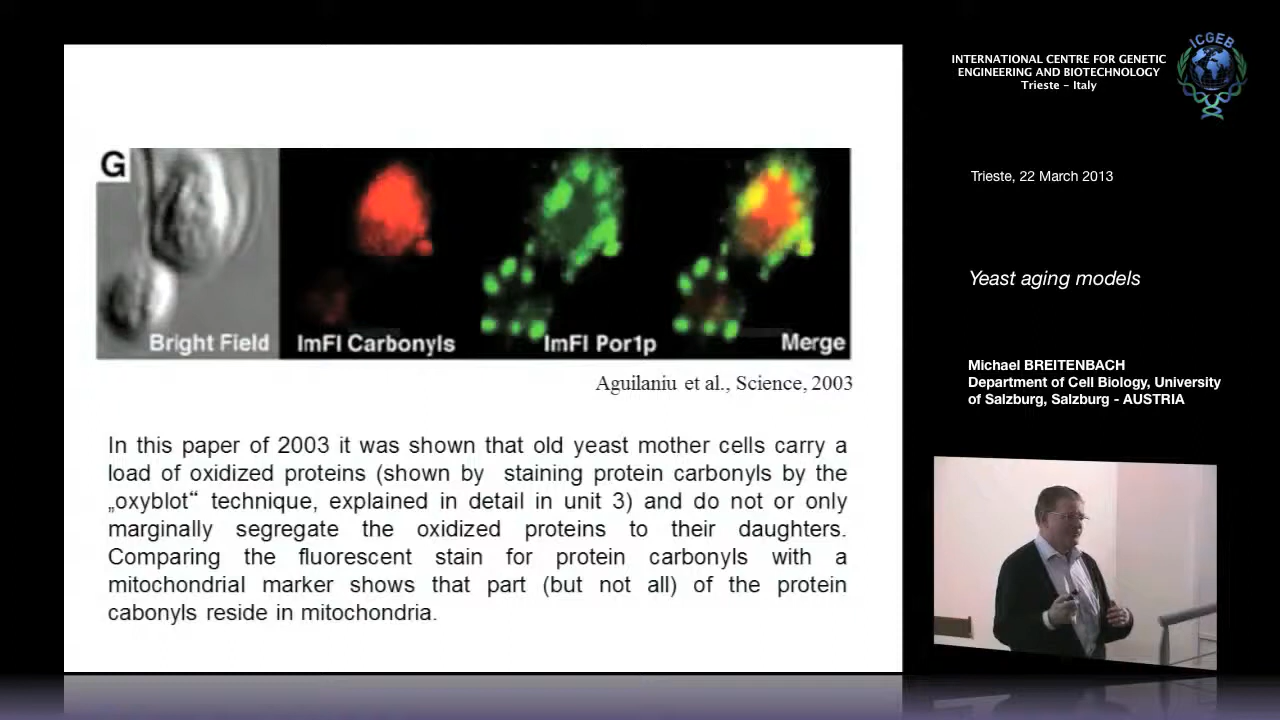 G
Bright Field
ImFI Carbonyls
ImFI Por1p
Merge
Aguilaniu et al., Science, 2003
In this paper of 2003 it was shown that old yeast mother cells carry a
load of oxidized proteins (shown by staining protein carbonyls by the
„oxyblot“ technique, explained in detail in unit 3) and do not or only
marginally segregate the oxidized proteins to their daughters.
Comparing the fluorescent stain for protein carbonyls with a
mitochondrial marker shows that part (but not all) of the protein
cabonyls reside in mitochondria.
INTERNATIONAL CENTRE FOR GENETIC
ENGINEERING AND BIOTECHNOLOGY
Trieste - Italy
ICGEB
Trieste, 22 March 2013
Yeast aging models
Michael BREITENBACH
Department of Cell Biology, University
of Salzburg, Salzburg - AUSTRIA